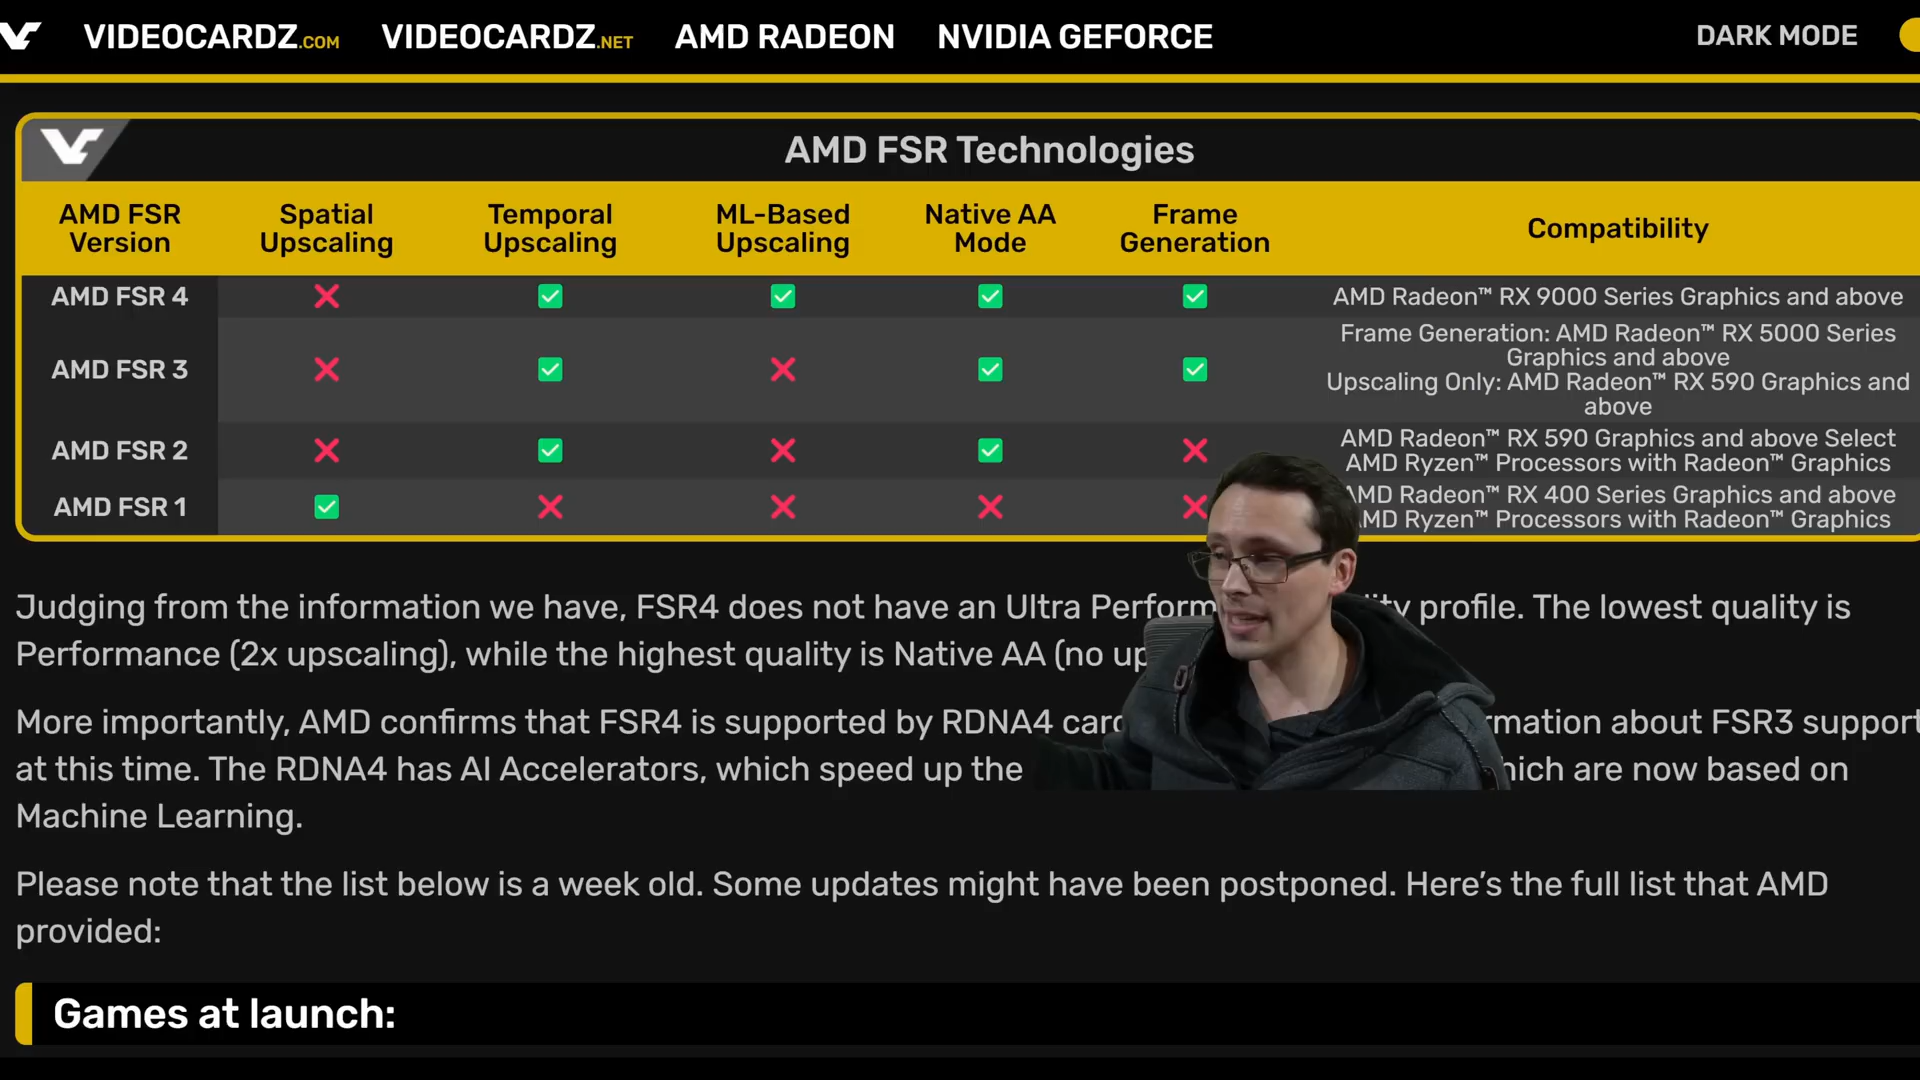 VIDEOCARDZ.COM VIDEOCARDZ.NET AMD RADEON NVIDIA GEFORCE DARK MODE
AMD FSR Technologies
AMD FSR Version Spatial Upscaling Temporal Upscaling ML-Based Upscaling Native AA Mode Frame Generation Compatibility
AMD FSR 4 ❌ ✅ ✅ ✅ ✅ AMD Radeon™ RX 9000 Series Graphics and above
AMD FSR 3 ❌ ✅ ❌ ✅ ✅ Frame Generation: AMD Radeon™ RX 5000 Series
Graphics and above
Upscaling Only: AMD Radeon™ RX 590 Graphics and
above
AMD FSR 2 ❌ ✅ ❌ ✅ ❌ AMD Radeon™ RX 590 Graphics and above Select
AMD Ryzen™ Processors with Radeon™ Graphics
AMD FSR 1 ✅ ❌ ❌ ❌ ❌ AMD Radeon™ RX 400 Series Graphics and above
AMD Ryzen™ Processors with Radeon™ Graphics
Judging from the information we have, FSR4 does not have an Ultra Perform profile. The lowest quality is
Performance (2x upscaling), while the highest quality is Native AA (no up
More importantly, AMD confirms that FSR4 is supported by RDNA4 card rmation about FSR3 support
at this time. The RDNA4 has AI Accelerators, which speed up the hich are now based on
Machine Learning.
Please note that the list below is a week old. Some updates might have been postponed. Here's the full list that AMD
provided:
Games at launch: